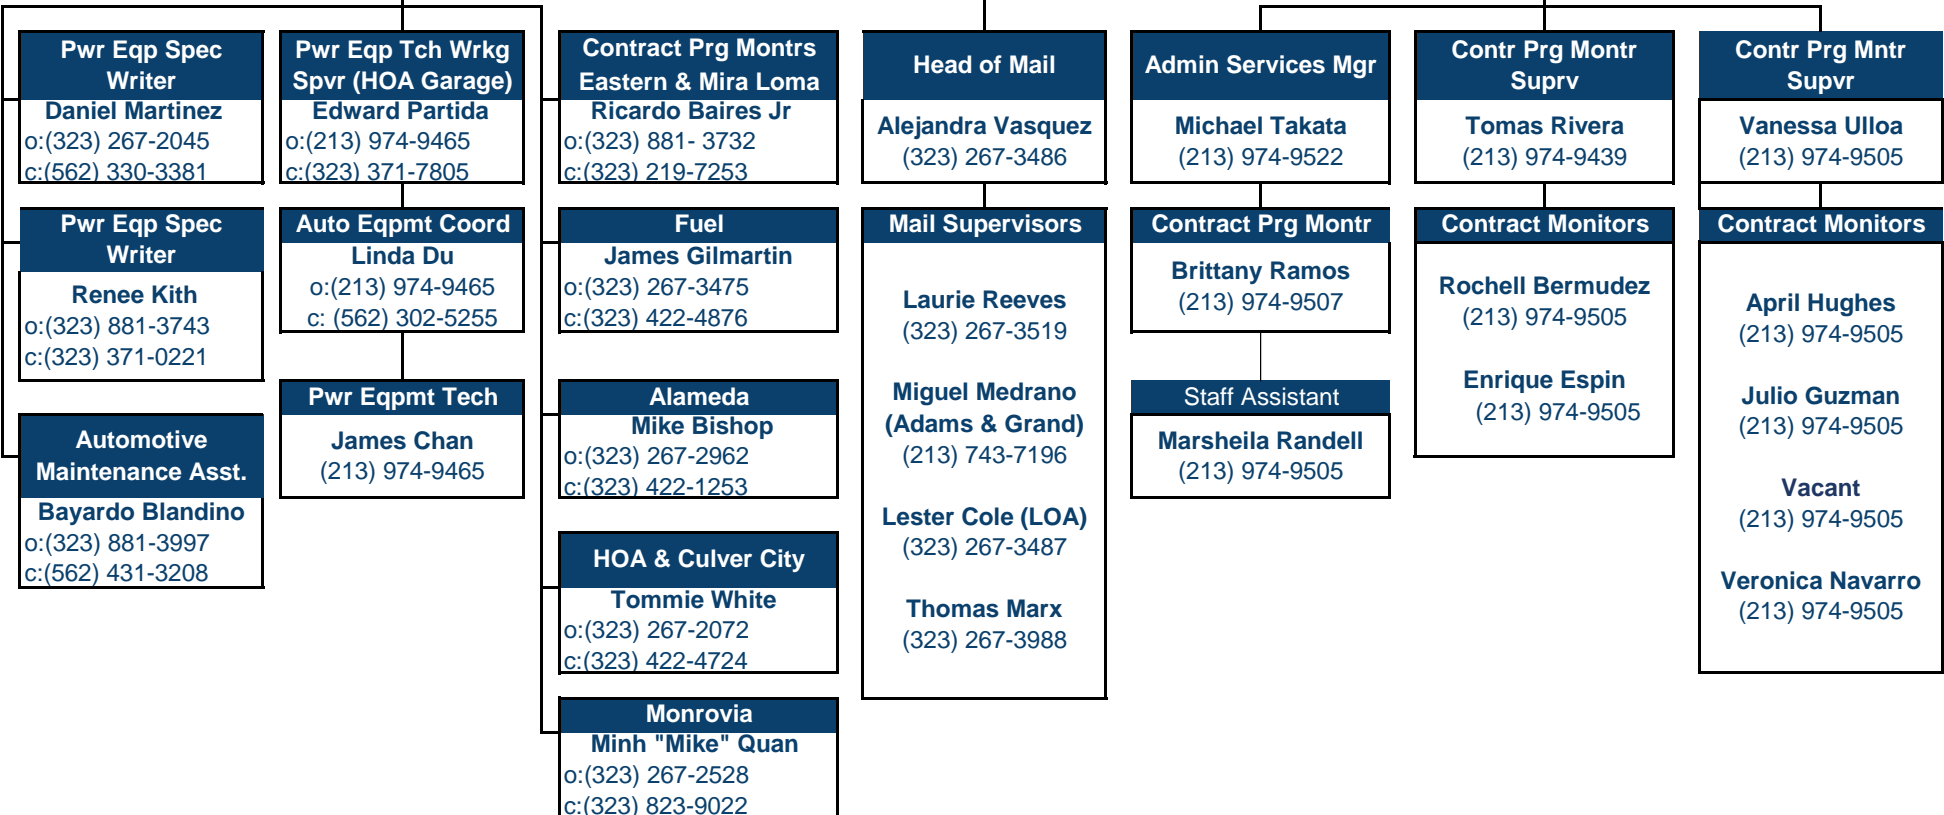 Pwr Eqp Spec
Writer
Daniel Martinez
o:(323) 267-2045
c:(562) 330-3381
Pwr Eqp Spec
Writer
Renee Kith
o:(323) 881-3743
c:(323) 371-0221
Automotive
Maintenance Asst.
Bayardo Blandino
o:(323) 881-3997
c:(562) 431-3208
Pwr Eqp Tch Wrkg
Spvr (HOA Garage)
Edward Partida
o:(213) 974-9465
c:(323) 371-7805
Auto Eqpmt Coord
Linda Du
o:(213) 974-9465
c: (562) 302-5255
Pwr Eqpmt Tech
James Chan
(213) 974-9465
Contract Prg Montrs
Eastern & Mira Loma
Ricardo Baires Jr
o:(323) 881- 3732
c:(323) 219-7253
Fuel
James Gilmartin
o:(323) 267-3475
c:(323) 422-4876
Alameda
Mike Bishop
o:(323) 267-2962
c:(323) 422-1253
HOA & Culver City
Tommie White
o:(323) 267-2072
c:(323) 422-4724
Monrovia
Minh "Mike" Quan
o:(323) 267-2528
c:(323) 823-9022
Head of Mail
Alejandra Vasquez
(323) 267-3486
Mail Supervisors
Laurie Reeves
(323) 267-3519
Miguel Medrano
(Adams & Grand)
(213) 743-7196
Lester Cole (LOA)
(323) 267-3487
Thomas Marx
(323) 267-3988
Admin Services Mgr
Michael Takata
(213) 974-9522
Contract Prg Montr
Brittany Ramos
(213) 974-9507
Staff Assistant
Marsheila Randell
(213) 974-9505
Contr Prg Montr
Suprv
Tomas Rivera
(213) 974-9439
Contract Monitors
Rochell Bermudez
(213) 974-9505
Enrique Espin
(213) 974-9505
Contr Prg Mntr
Supvr
Vanessa Ulloa
(213) 974-9505
Contract Monitors
April Hughes
(213) 974-9505
Julio Guzman
(213) 974-9505
Vacant
(213) 974-9505
Veronica Navarro
(213) 974-9505